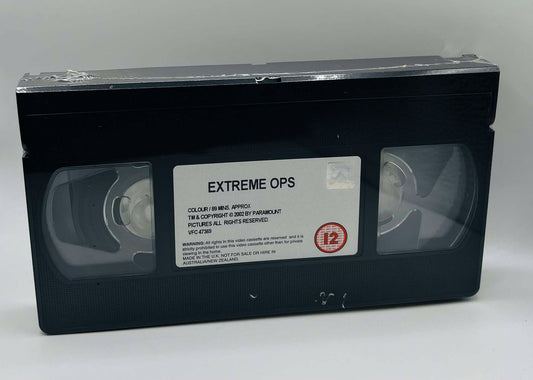 EXTREME OPS
COLOUR / 89 MINS. APPROX.
TM & COPYRIGHT © 2002 BY PARAMOUNT
PICTURES ALL RIGHTS RESERVED
VFC 47369
12
WARNING: All rights in this video cassette are reserved and it is
strictly prohibited to use this video cassette other than for private
viewing in the home.
MADE IN THE U.K. NOT FOR SALE OR HIRE IN
AUSTRALIA/NEW ZEALAND.